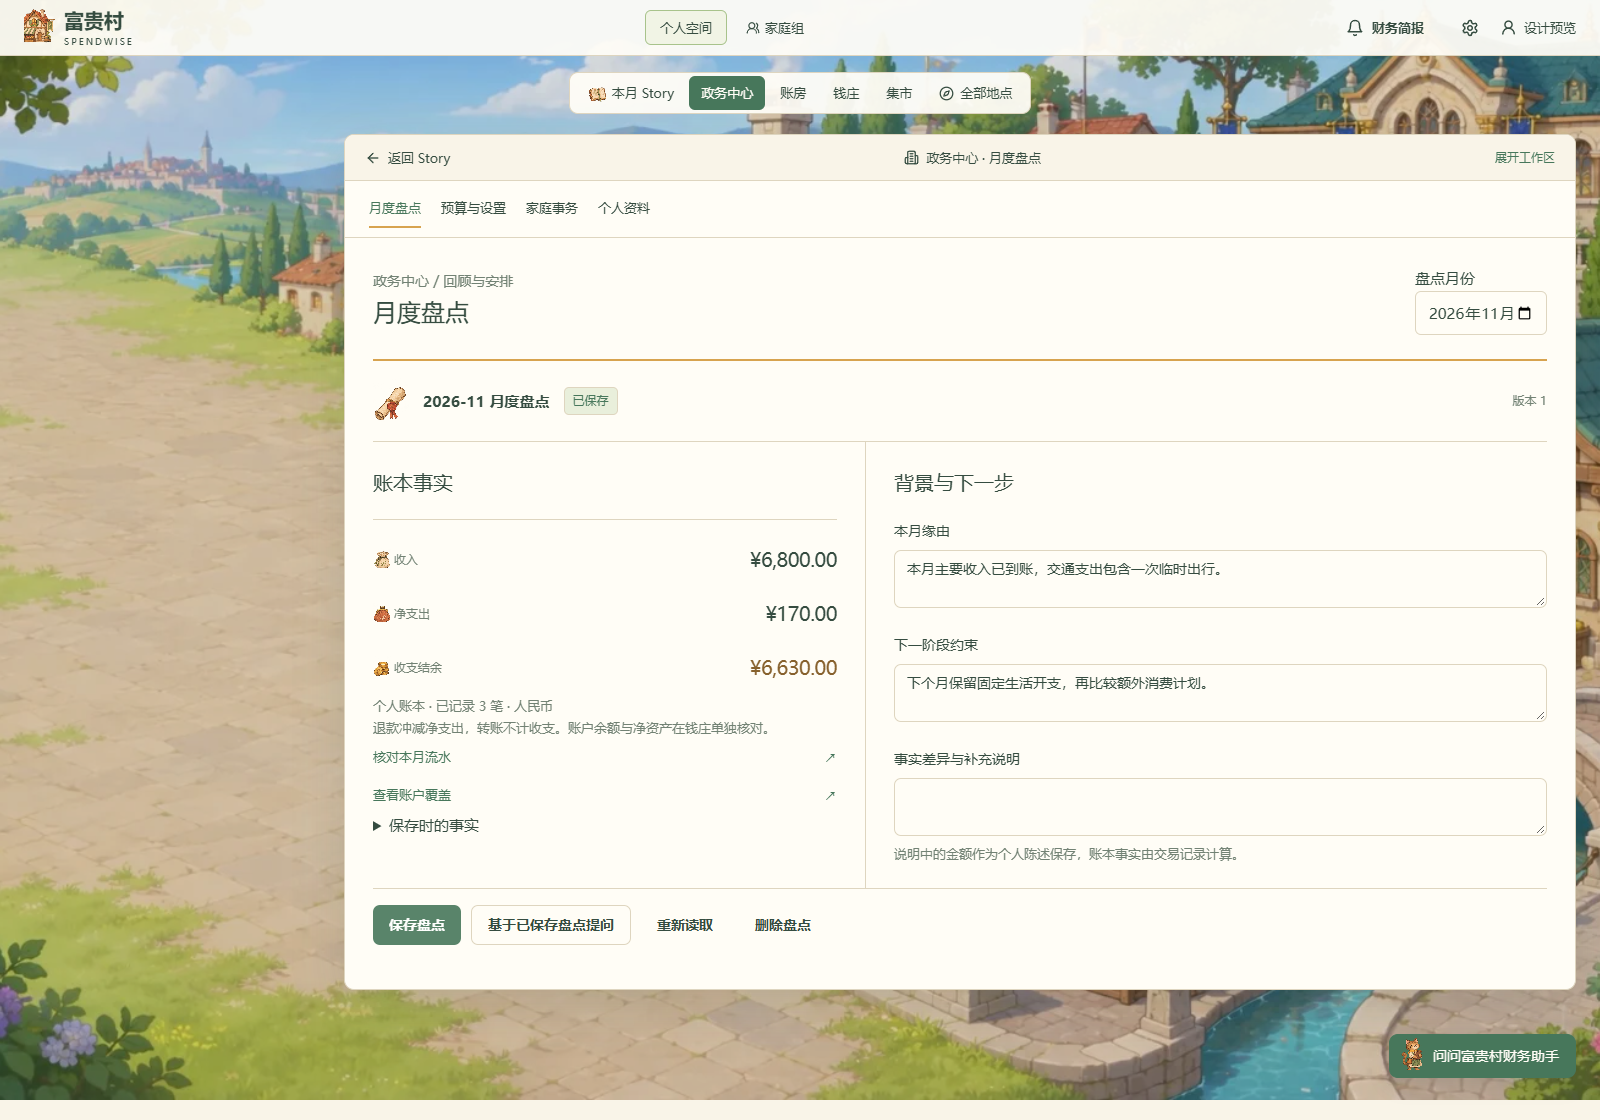 富贵村
SPENDWISE
个人空间
家庭组
财务简报
设计预览
本月 Story
政务中心
账房
钱庄
集市
全部地点
返回 Story
政务中心 · 月度盘点
展开工作区
月度盘点
预算与设置
家庭事务
个人资料
政务中心 / 回顾与安排
月度盘点
盘点月份
2026年11月
2026-11 月度盘点
已保存
版本 1
账本事实
收入
¥6,800.00
净支出
¥170.00
收支结余
¥6,630.00
个人账本 · 已记录 3 笔 · 人民币
退款冲减净支出，转账不计收支。账户余额与净资产在钱庄单独核对。
核对本月流水
↗
查看账户覆盖
↗
保存时的事实
背景与下一步
本月缘由
本月主要收入已到账，交通支出包含一次临时出行。
下一阶段约束
下个月保留固定生活开支，再比较额外消费计划。
事实差异与补充说明
说明中的金额作为个人陈述保存，账本事实由交易记录计算。
保存盘点
基于已保存盘点提问
重新读取
删除盘点
问问富贵村财务助手